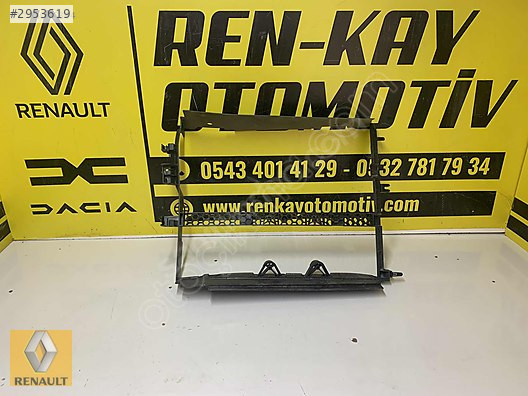 #2953619
REN-KAY
OTOMOTİV
RENAULT
DACIA
0543 401 41 29 - 0532 781 79 34
www.renkayotomotiv.com
RENAULT